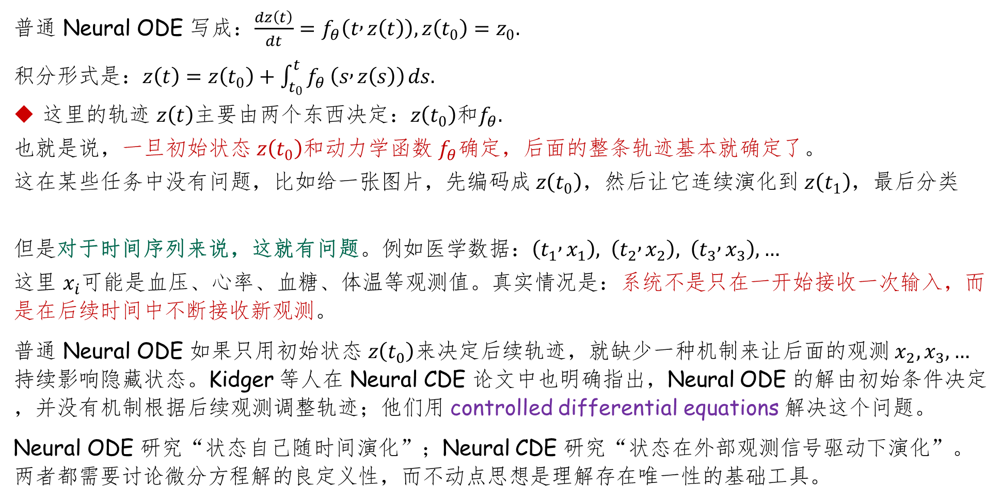 普通 Neural ODE 写成：$\frac{dz(t)}{dt} = f_\theta(t, z(t)), z(t_0) = z_0.$
积分形式是：$z(t) = z(t_0) + \int_{t_0}^{t} f_\theta (s, z(s)) ds.$
◆ 这里的轨迹 $z(t)$主要由两个东西决定：$z(t_0)$和$f_\theta$.
也就是说，一旦初始状态 $z(t_0)$和动力学函数 $f_\theta$确定，后面的整条轨迹基本就确定了。
这在某些任务中没有问题，比如给一张图片，先编码成 $z(t_0)$，然后让它连续演化到 $z(t_1)$，最后分类
但是对于时间序列来说，这就有问题。例如医学数据：$(t_1, x_1), (t_2, x_2), (t_3, x_3), ...$
这里 $x_i$可能是血压、心率、血糖、体温等观测值。真实情况是：系统不是只在一开始接收一次输入，而
是在后续时间中不断接收新观测。
普通 Neural ODE 如果只用初始状态 $z(t_0)$来决定后续轨迹，就缺少一种机制来让后面的观测 $x_2, x_3, ...$
持续影响隐藏状态。Kidger 等人在 Neural CDE 论文中也明确指出，Neural ODE 的解由初始条件决定
，并没有机制根据后续观测调整轨迹；他们用 controlled differential equations 解决这个问题。
Neural ODE 研究“状态自己随时间演化”；Neural CDE 研究“状态在外部观测信号驱动下演化”。
两者都需要讨论微分方程解的良定义性，而不动点思想是理解存在唯一性的基础工具。